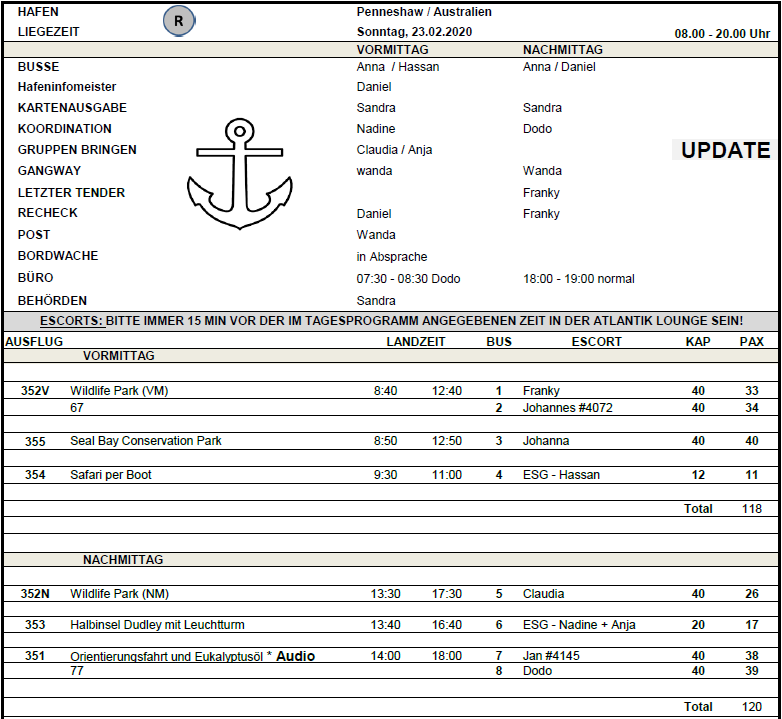 HAFEN R Penneshaw / Australien
LIEGEZEIT Sonntag, 23.02.2020 08.00 - 20.00 Uhr
VORMITTAG NACHMITTAG
BUSSE Anna / Hassan Anna / Daniel
Hafeninfomeister Daniel
KARTENAUSGABE Sandra Sandra
KOORDINATION Nadine Dodo
GRUPPEN BRINGEN Claudia / Anja UPDATE
GANGWAY wanda Wanda
LETZTER TENDER Franky
RECHECK Daniel Franky
POST Wanda
BORDWACHE in Absprache
BÜRO 07:30 - 08:30 Dodo 18:00 - 19:00 normal
BEHÖRDEN Sandra
ESCORTS: BITTE IMMER 15 MIN VOR DER IM TAGESPROGRAMM ANGEGEBENEN ZEIT IN DER ATLANTIK LOUNGE SEIN!
AUSFLUG LANDZEIT BUS ESCORT KAP PAX
VORMITTAG
352V Wildlife Park (VM) 8:40 12:40 1 Franky 40 33
67 2 Johannes #4072 40 34
355 Seal Bay Conservation Park 8:50 12:50 3 Johanna 40 40
354 Safari per Boot 9:30 11:00 4 ESG - Hassan 12 11
Total 118
NACHMITTAG
352N Wildlife Park (NM) 13:30 17:30 5 Claudia 40 26
353 Halbinsel Dudley mit Leuchtturm 13:40 16:40 6 ESG - Nadine + Anja 20 17
351 Orientierungsfahrt und Eukalyptusöl * Audio 14:00 18:00 7 Jan #4145 40 38
77 8 Dodo 40 39
Total 120